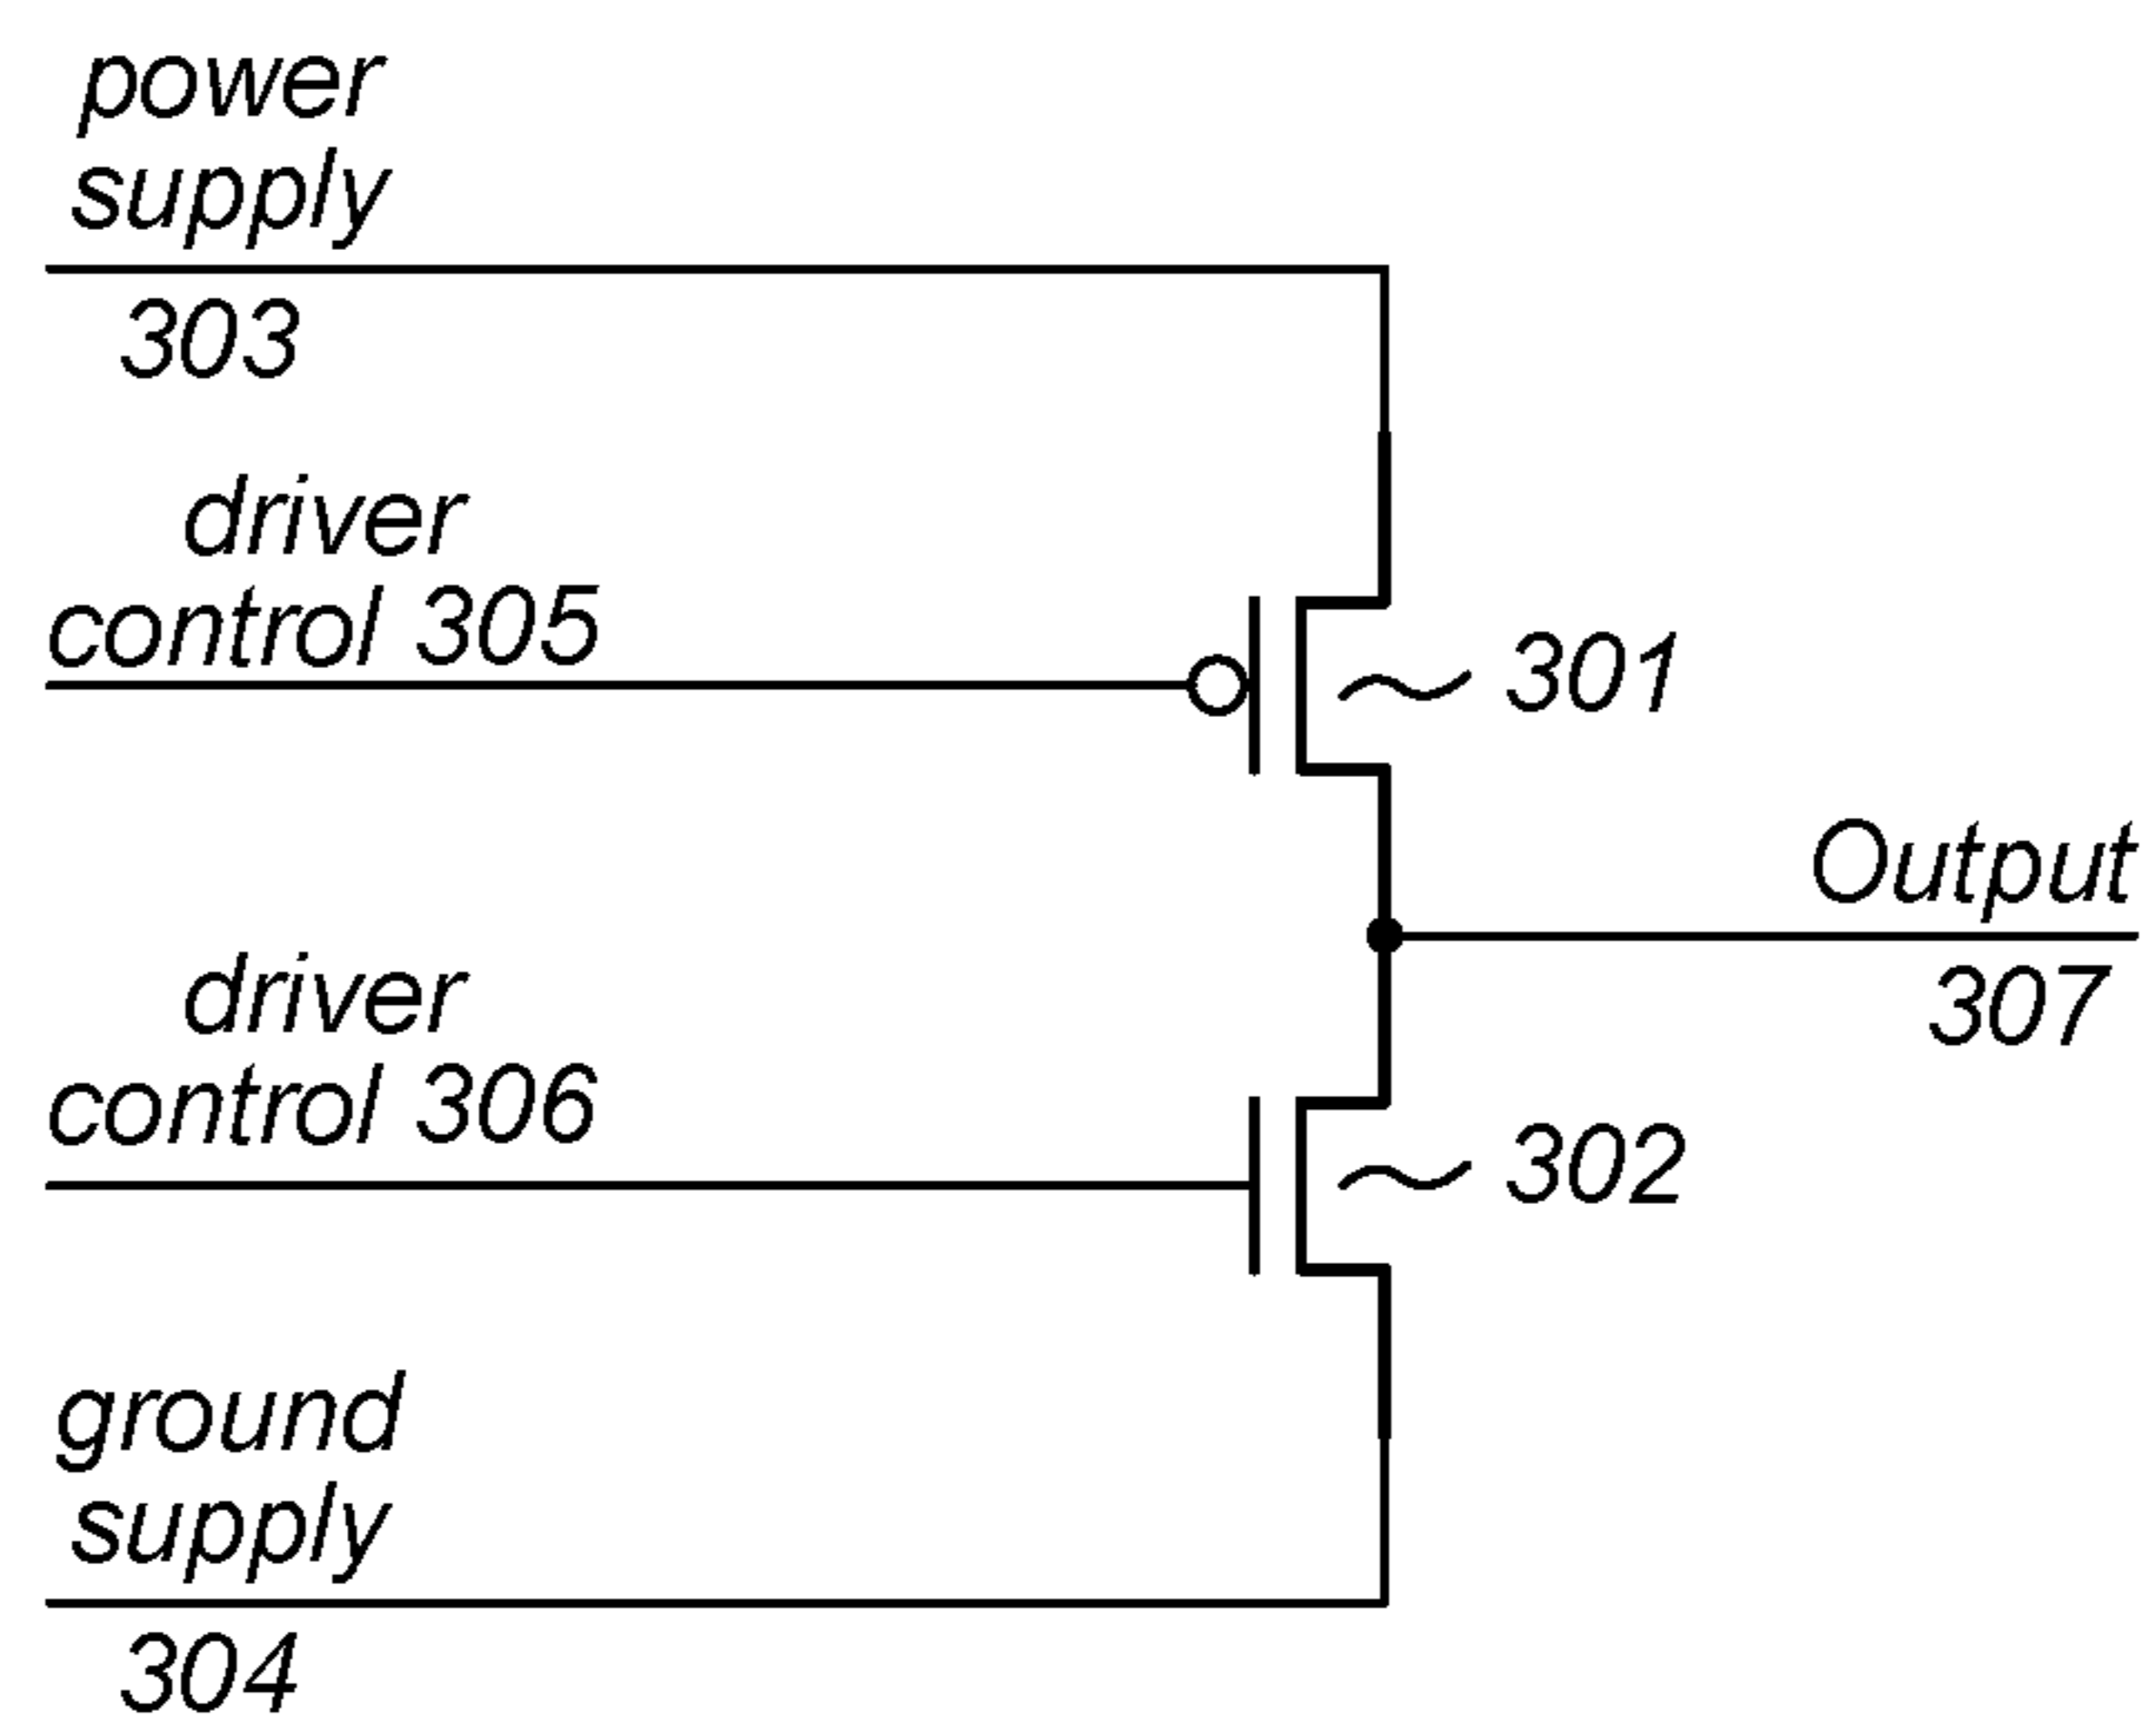 power
supply
303
driver
control 305
301
Output
307
driver
control 306
302
ground
supply
304